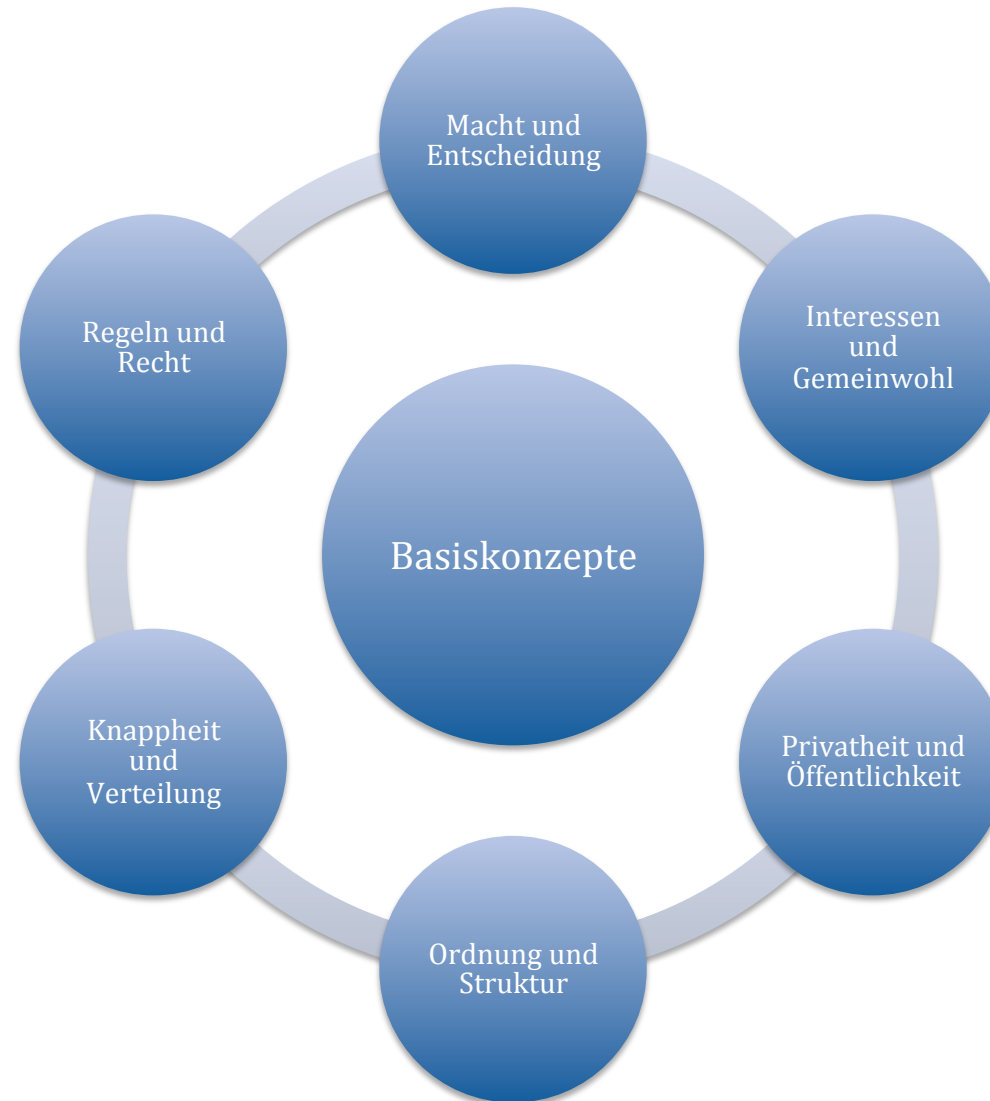 Macht und
Entscheidung
Interessen
und
Gemeinwohl
Privatheit und
Öffentlichkeit
Ordnung und
Struktur
Knappheit
und
Verteilung
Regeln und
Recht
Basiskonzepte